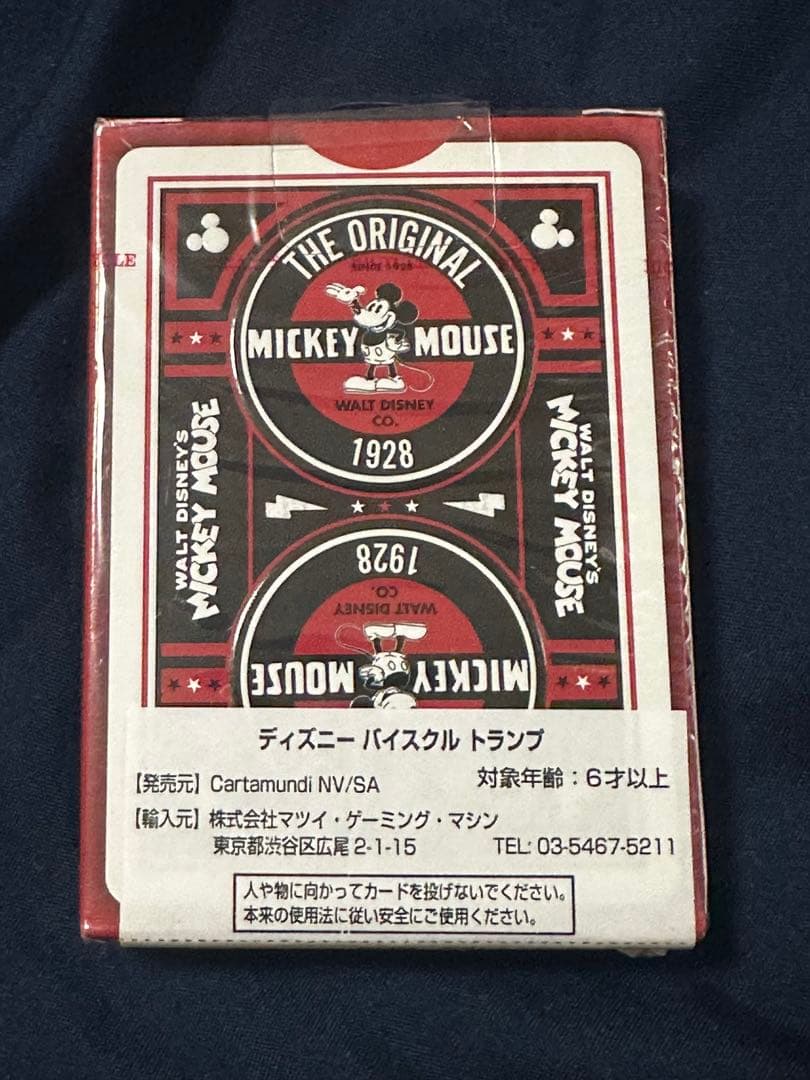 THE ORIGINAL
SINCE 1928
MICKEY MOUSE
WALT DISNEY
CO.
1928
WALT DISNEY'S
MICKEY MOUSE
WALT DISNEY'S
MICKEY MOUSE
1928
WALT DISNEY
CO.
MICKEY MOUSE
ディズニー バイスクル トランプ
【発売元】 Cartamundi NV/SA 対象年齢：6才以上
【輸入元】 株式会社マツイ・ゲーミング・マシン
東京都渋谷区広尾2-1-15 TEL: 03-5467-5211
人や物に向かってカードを投げないでください。
本来の使用法に従い安全にご使用ください。